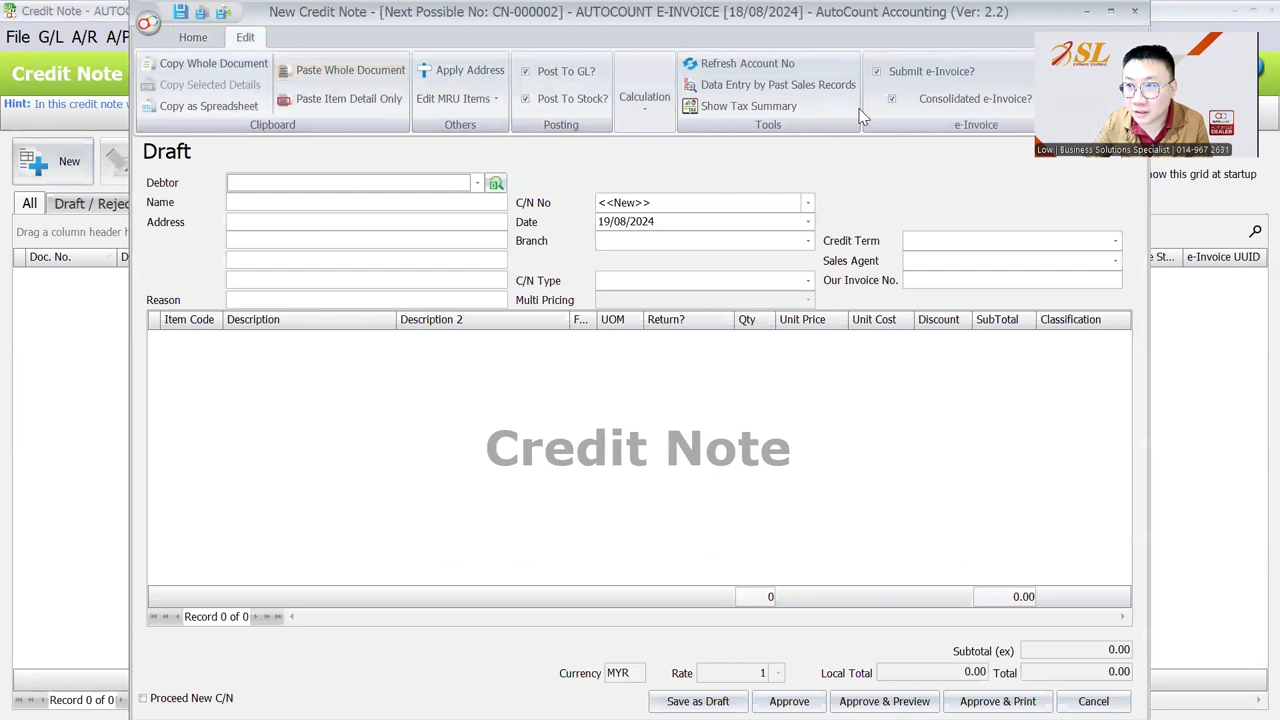 Credit Note - AUTOC
New Credit Note - [Next Possible No: CN-000002] - AUTOCOUNT E-INVOICE [18/08/2024] - AutoCount Accounting (Ver: 2.2)
File G/L A/R A/P
Home Edit
Credit Note
Hint: In this credit note
Copy Whole Document
Copy Selected Details
Copy as Spreadsheet
Paste Whole Docu
Paste Item Detail Only
Clipboard
Apply Address
Edit MSIC Items
Others
Post To GL?
Post To Stock?
Posting
Calculation
Refresh Account No
Data Entry by Past Sales Records
Show Tax Summary
Tools
Submit e-Invoice?
Consolidated e-Invoice?
e-Invoice
SL
Low | Business Solutions Specialist | 014-967 2631
New
how this grid at startup
All Draft / Rejec
Drag a column header h
Doc. No. D
e St... e-Invoice UUID
Draft
Debtor
Name
Address
Reason
C/N No <<New>>
Date 19/08/2024
Branch
C/N Type
Multi Pricing
Credit Term
Sales Agent
Our Invoice No.
Item Code Description Description 2 F... UOM Return? Qty Unit Price Unit Cost Discount SubTotal Classification
Credit Note
0 0.00
Record 0 of 0
Subtotal (ex) 0.00
Currency MYR Rate 1 Local Total 0.00 Total 0.00
Proceed New C/N
Save as Draft Approve Approve & Preview Approve & Print Cancel
Record 0 of 0